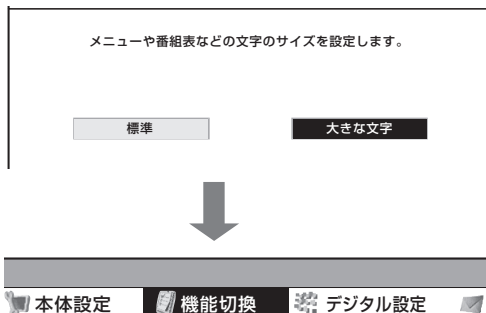 メニューや番組表などの文字のサイズを設定します。
標準 大きな文字
本体設定 機能切換 デジタル設定